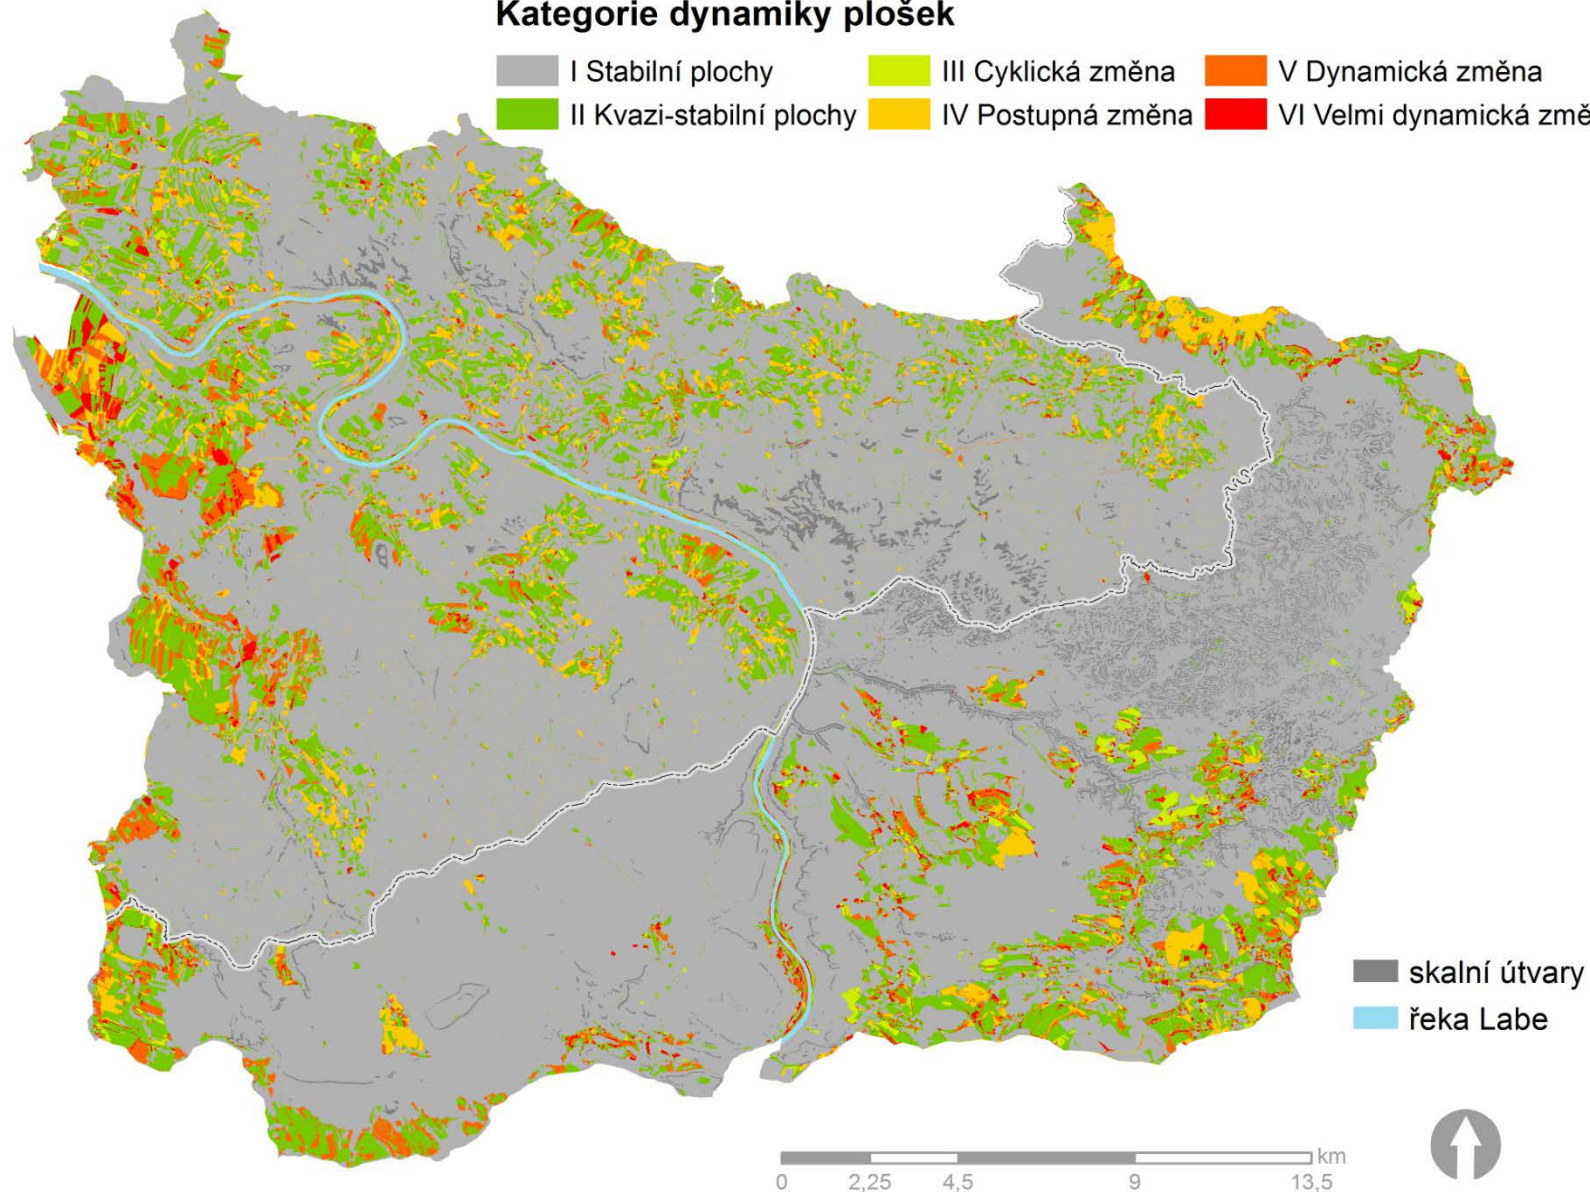 Kategorie dynamiky plošek
I Stabilní plochy
III Cyklická změna
V Dynamická změna
II Kvazi-stabilní plochy
IV Postupná změna
VI Velmi dynamická změ
skalní útvary
řeka Labe
km
0 2,25 4,5 9 13,5